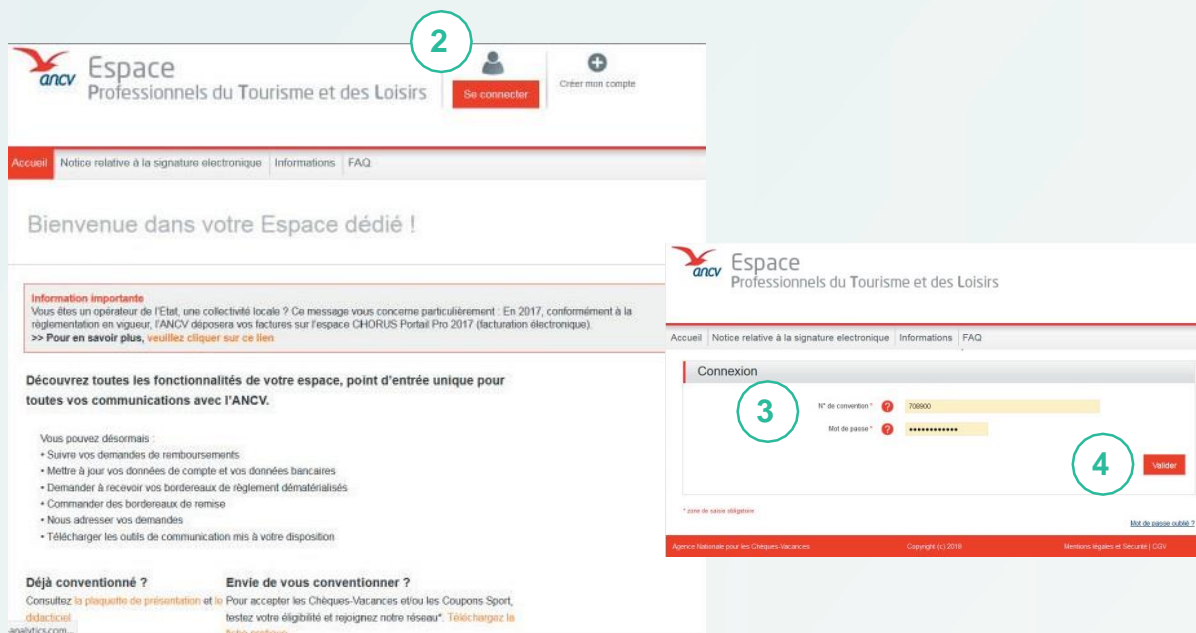 2
ancv
Espace
Professionnels du Tourisme et des Loisirs
Se connecter
Créer mon compte
Accueil
Notice relative à la signature electronique
Informations
FAQ
Bienvenue dans votre Espace dédié !
Information importante
Vous êtes un opérateur de l'Etat, une collectivité locale ? Ce message vous concerne particulièrement : En 2017, conformément à la
règlementation en vigueur, l'ANCV déposera vos factures sur l'espace CHORUS Portail Pro 2017 (facturation électronique).
>> Pour en savoir plus, veuillez cliquer sur ce lien
Découvrez toutes les fonctionnalités de votre espace, point d'entrée unique pour
toutes vos communications avec l'ANCV.
Vous pouvez désormais :
• Suivre vos demandes de remboursements
• Mettre à jour vos données de compte et vos données bancaires
• Demander à recevoir vos bordereaux de règlement dématérialisés
• Commander des bordereaux de remise
• Nous adresser vos demandes
• Télécharger les outils de communication mis à votre disposition
Déjà conventionné ?
Consultez la plaquette de présentation et le
didacticiel
Envie de vous conventionner ?
Pour accepter les Chèques-Vacances et/ou les Coupons Sport,
testez votre éligibilité et rejoignez notre réseau*. Téléchargez la
-analytics.com...
ancv
Espace
Professionnels du Tourisme et des Loisirs
Accueil
Notice relative à la signature electronique
Informations
FAQ
Connexion
3
N° de convention *
?
708900
Mot de passe *
?
••••••••••••
4
Valider
* zone de saisie obligatoire
Mot de passe oublié ?
Agence Nationale pour les Chèques-Vacances
Copyright (c) 2018
Mentions légales et Sécurité | CGV